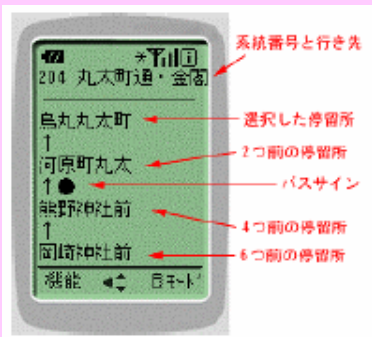 系統番号と行き先
204 丸太町通・金閣
烏丸丸太町
選択した停留所
↑
河原町丸太
2つ前の停留所
↑●
バスサイン
熊野神社前
4つ前の停留所
↑
岡崎神社前
6つ前の停留所
機能
目モード